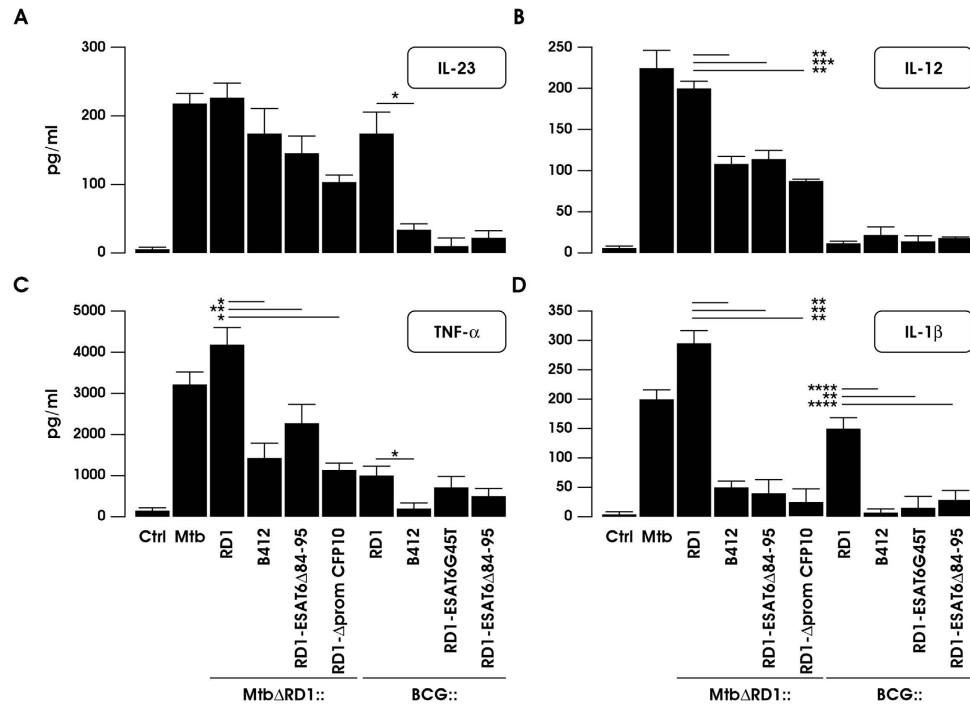 A
300
200
100
0
pg/ml
IL-23
*
B
250
200
150
100
50
0
IL-12
**
***
**
C
5000
4000
3000
2000
1000
0
pg/ml
TNF-α
*
**
*
*
D
350
300
250
200
150
100
50
0
IL-1β
**
**
**
****
**
****
Ctrl
Mtb
RD1
B412
RD1-ESAT6Δ84-95
RD1-Δprom CFP10
RD1
B412
RD1-ESAT6G45T
RD1-ESAT6Δ84-95
MtbΔRD1::
BCG::
Ctrl
Mtb
RD1
B412
RD1-ESAT6Δ84-95
RD1-Δprom CFP10
RD1
B412
RD1-ESAT6G45T
RD1-ESAT6Δ84-95
MtbΔRD1::
BCG::